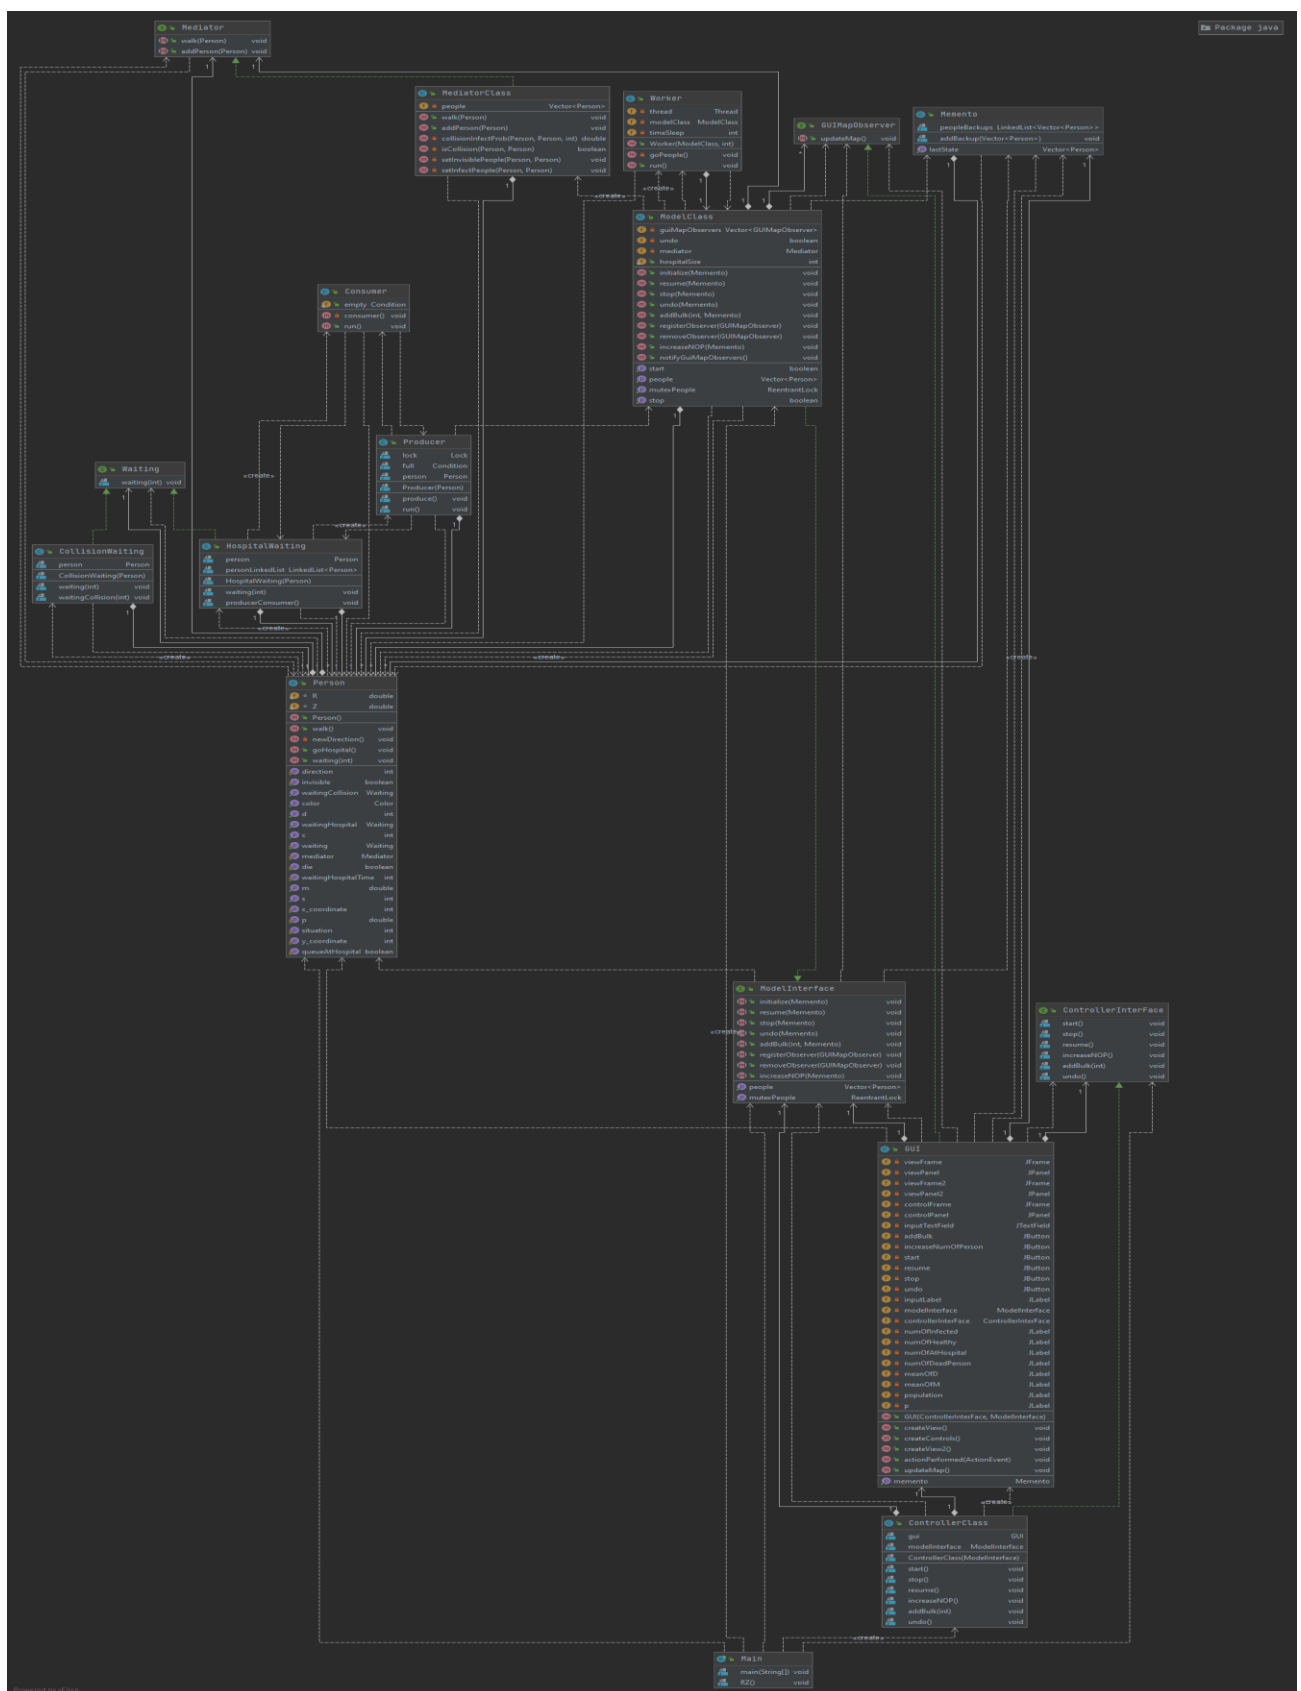 Mediator
walk(Person) void
addPerson(Person) void
Package java
MediatorClass
people Vector<Person>
walk(Person) void
addPerson(Person) void
collisionInfectProb(Person, Person, int) double
isCollision(Person, Person) boolean
setInvisiblePeople(Person, Person) void
setInfectPeople(Person, Person) void
Worker
thread Thread
modelClass ModelClass
timeSleep int
Worker(ModelClass, int)
goPeople() void
run() void
GUIMapObserver
updateMap() void
Memento
peopleBackups LinkedList<Vector<Person>>
addBackup(Vector<Person>) void
lastState Vector<Person>
«create»
«create»
ModelClass
guiMapObservers Vector<GUIMapObserver>
undo boolean
mediator Mediator
hospitalSize int
initialize(Memento) void
resume(Memento) void
stop(Memento) void
undo(Memento) void
addBulk(int, Memento) void
registerObserver(GUIMapObserver) void
removeObserver(GUIMapObserver) void
increaseNOP(Memento) void
notifyGuiMapObservers() void
start boolean
people Vector<Person>
mutexPeople ReentrantLock
stop boolean
Consumer
empty Condition
consumer() void
run() void
Producer
lock Lock
full Condition
person Person
Producer(Person)
produce() void
run() void
Waiting
waiting(int) void
«create»
«create»
CollisionWaiting
person Person
CollisionWaiting(Person)
waiting(int) void
waitingCollision(int) void
HospitalWaiting
person Person
personLinkedList LinkedList<Person>
HospitalWaiting(Person)
waiting(int) void
producerConsumer() void
«create»
«create»
«create»
«create»
Person
R double
Z double
Person()
walk() void
newDirection() void
goHospital() void
waiting(int) void
direction int
invisible boolean
waitingCollision Waiting
color Color
d int
waitingHospital Waiting
int
waiting Waiting
mediator Mediator
die boolean
waitingHospitalTime int
m double
s int
x_coordinate int
p double
situation int
y_coordinate int
queueAtHospital boolean
ModelInterface
initialize(Memento) void
resume(Memento) void
stop(Memento) void
undo(Memento) void
addBulk(int, Memento) void
registerObserver(GUIMapObserver) void
removeObserver(GUIMapObserver) void
increaseNOP(Memento) void
people Vector<Person>
mutexPeople ReentrantLock
«create»
ControllerInterFace
start() void
stop() void
resume() void
increaseNOP() void
addBulk(int) void
undo() void
GUI
viewFrame JFrame
viewPanel JPanel
viewFrame2 JFrame
viewPanel2 JPanel
controlFrame JFrame
controlPanel JPanel
inputTextField JTextField
addBulk JButton
increaseNumOfPerson JButton
start JButton
resume JButton
stop JButton
undo JButton
inputLabel JLabel
modelInterface ModelInterface
controllerInterFace ControllerInterFace
numOfInfected JLabel
numOfHealthy JLabel
numOfAtHospital JLabel
numOfDeadPerson JLabel
meanOfD JLabel
meanOfM JLabel
population JLabel
p JLabel
GUI(ControllerInterFace, ModelInterface)
createView() void
createControls() void
createView2() void
actionPerformed(ActionEvent) void
updateMap() void
memento Memento
«create»
ControllerClass
gui GUI
modelInterface ModelInterface
ControllerClass(ModelInterface)
start() void
stop() void
resume() void
increaseNOP() void
addBulk(int) void
undo() void
«create»
Main
main(String[]) void
RZ() void